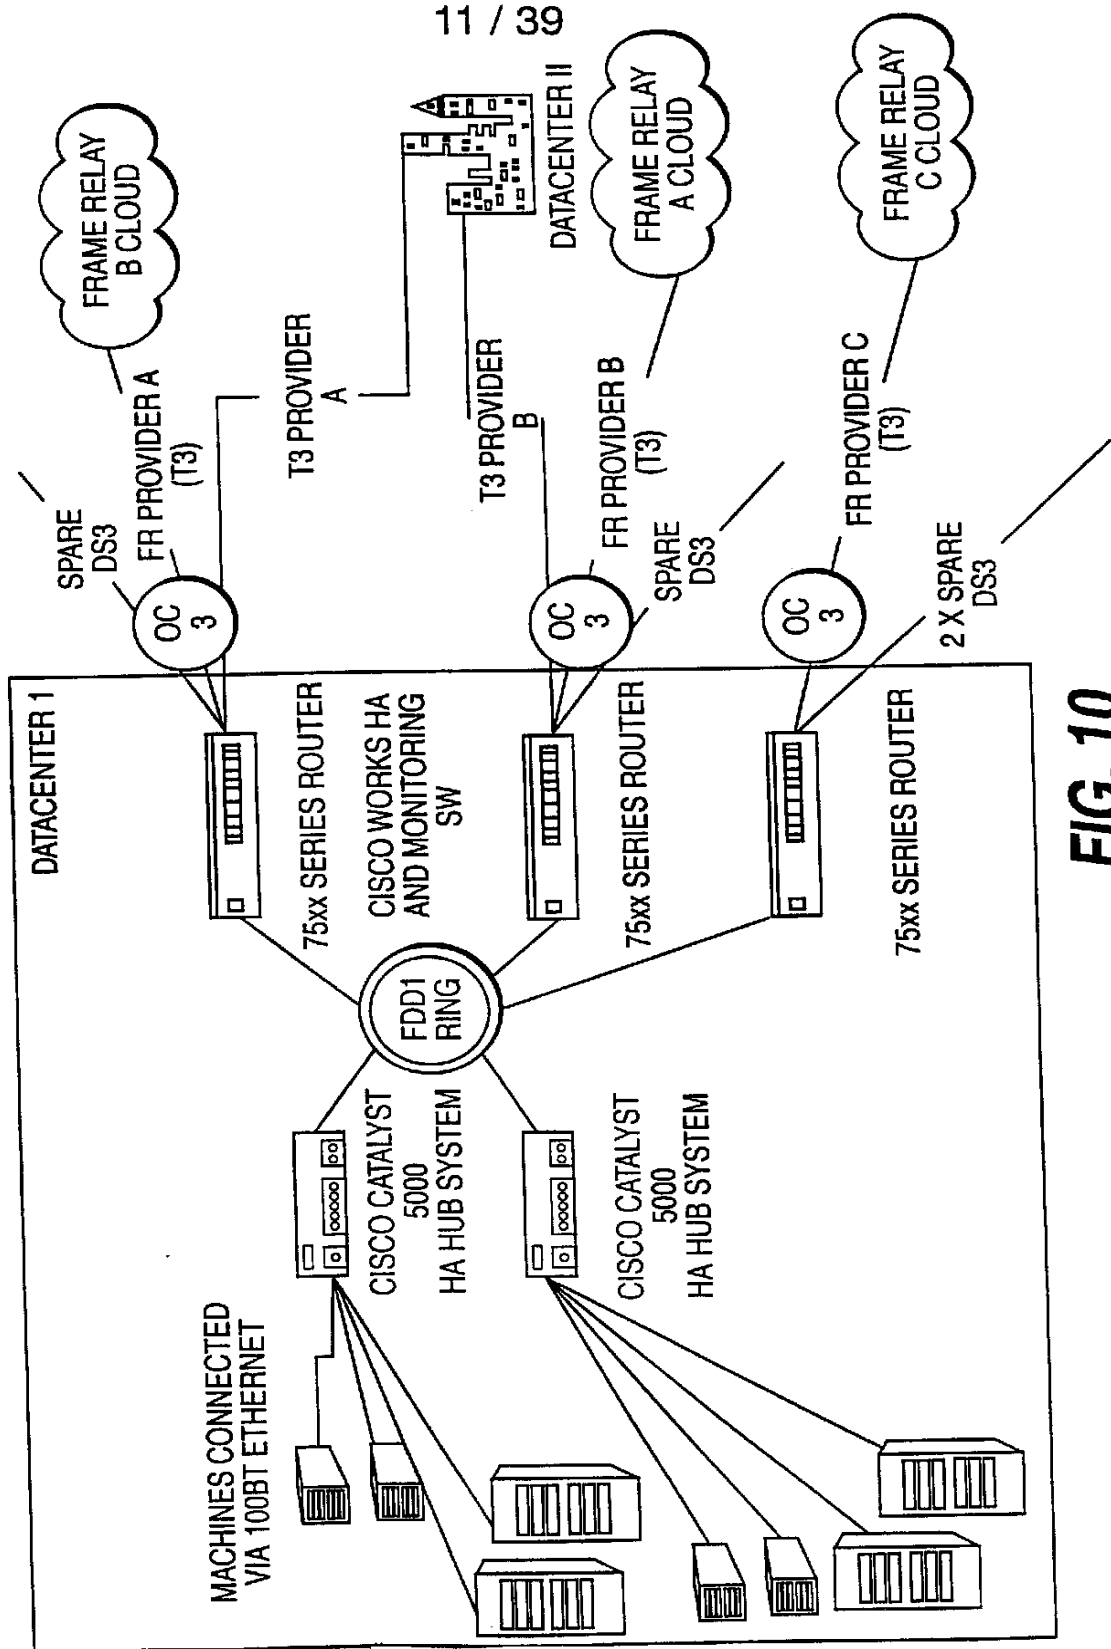 11 / 39
DATACENTER 1
MACHINES CONNECTED
VIA 100BT ETHERNET
CISCO CATALYST
5000
HA HUB SYSTEM
CISCO CATALYST
5000
HA HUB SYSTEM
FDD1
RING
75xx SERIES ROUTER
CISCO WORKS HA
AND MONITORING
SW
75xx SERIES ROUTER
75xx SERIES ROUTER
OC
3
OC
3
OC
3
SPARE
DS3
FR PROVIDER A
(T3)
FRAME RELAY
B CLOUD
T3 PROVIDER
A
T3 PROVIDER
B
DATACENTER II
FR PROVIDER B
(T3)
FRAME RELAY
A CLOUD
SPARE
DS3
FR PROVIDER C
(T3)
FRAME RELAY
C CLOUD
2 X SPARE
DS3
FIG. 10